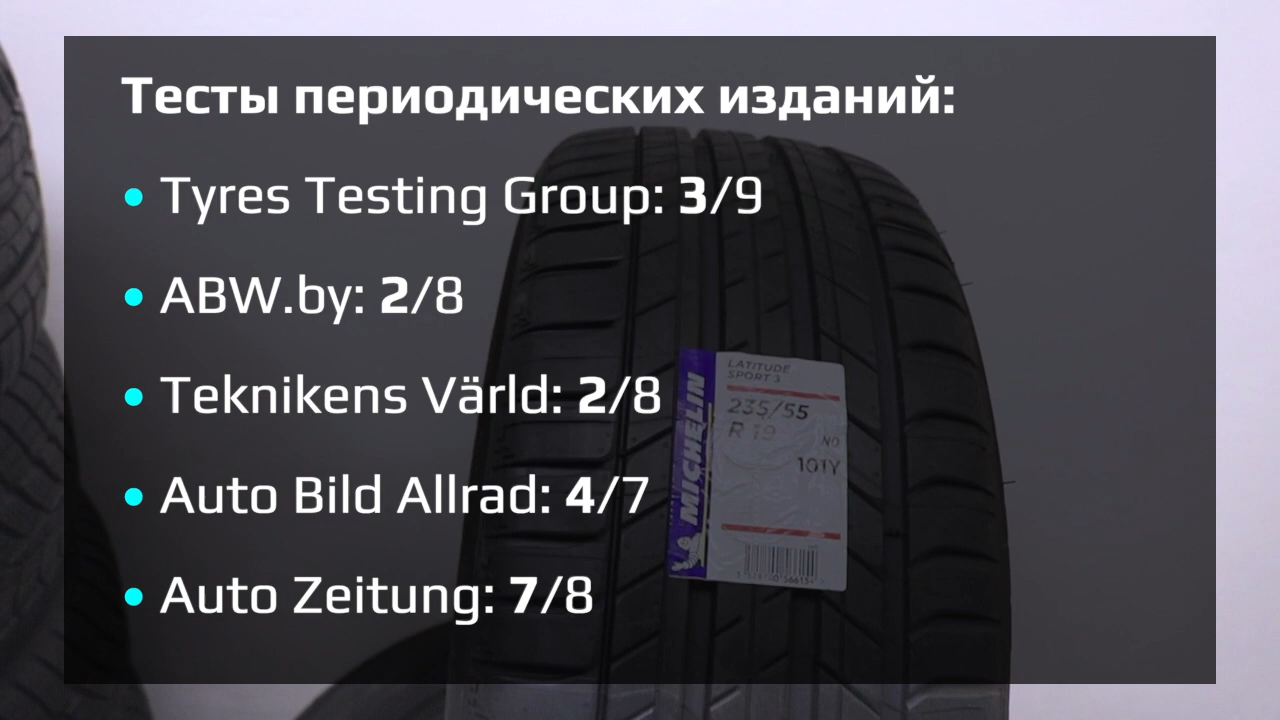 Тесты периодических изданий:
• Tyres Testing Group: 3/9
• ABW.by: 2/8
• Teknikens Värld: 2/8
• Auto Bild Allrad: 4/7
• Auto Zeitung: 7/8
LATITUDE
SPORT 3
235/55
R 19
N0
101Y
MICHELIN